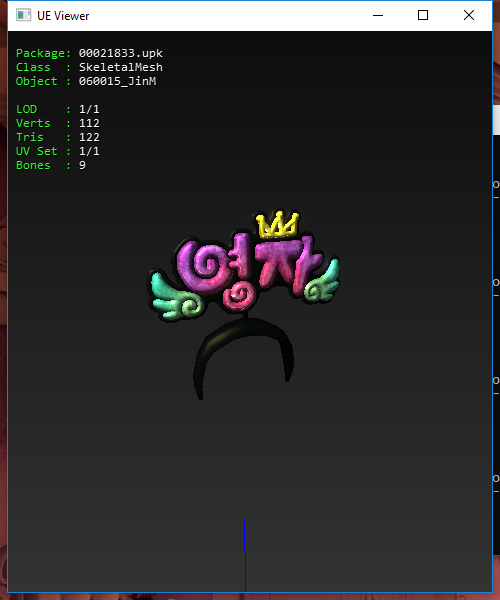 UE Viewer
Package: 00021833.upk
Class  : SkeletalMesh
Object : 060015_JinM
LOD    : 1/1
Verts  : 112
Tris   : 122
UV Set : 1/1
Bones  : 9
영자